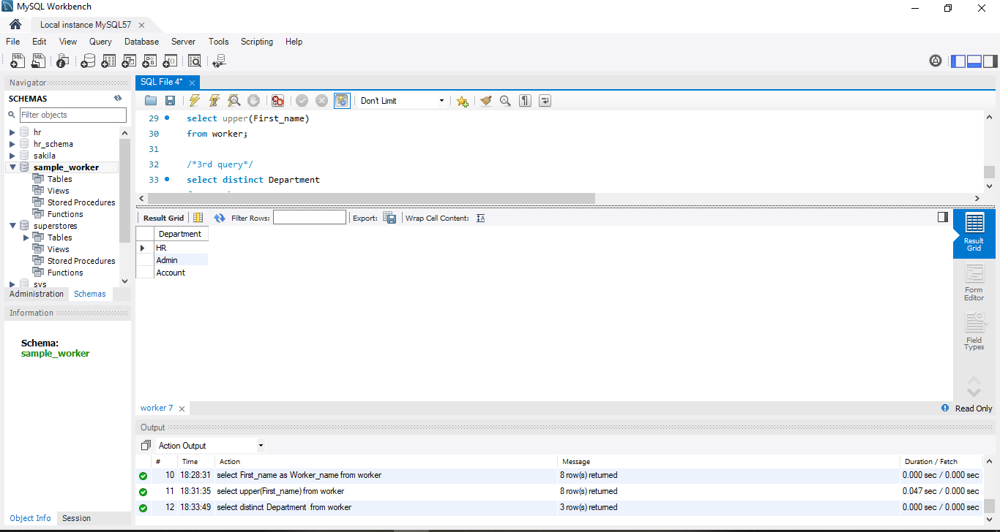 MySQL Workbench
Local instance MySQL57
File Edit View Query Database Server Tools Scripting Help
Navigator
SCHEMAS
Filter objects
hr
hr_schema
sakila
sample_worker
Tables
Views
Stored Procedures
Functions
superstores
Tables
Views
Stored Procedures
Functions
sys
Administration Schemas
Information
Schema:
sample_worker
Object Info Session
SQL File 4*
Don't Limit
29 select upper(First_name)
30 from worker;
31
32 /*3rd query*/
33 select distinct Department
Result Grid Filter Rows: Export: Wrap Cell Content:
Department
HR
Admin
Account
Result
Grid
Form
Editor
Field
Types
worker 7
Read Only
Output
Action Output
# Time Action Message Duration / Fetch
10 18:28:31 select First_name as Worker_name from worker 8 row(s) returned 0.000 sec / 0.000 sec
11 18:31:35 select upper(First_name) from worker 8 row(s) returned 0.047 sec / 0.000 sec
12 18:33:49 select distinct Department from worker 3 row(s) returned 0.000 sec / 0.000 sec